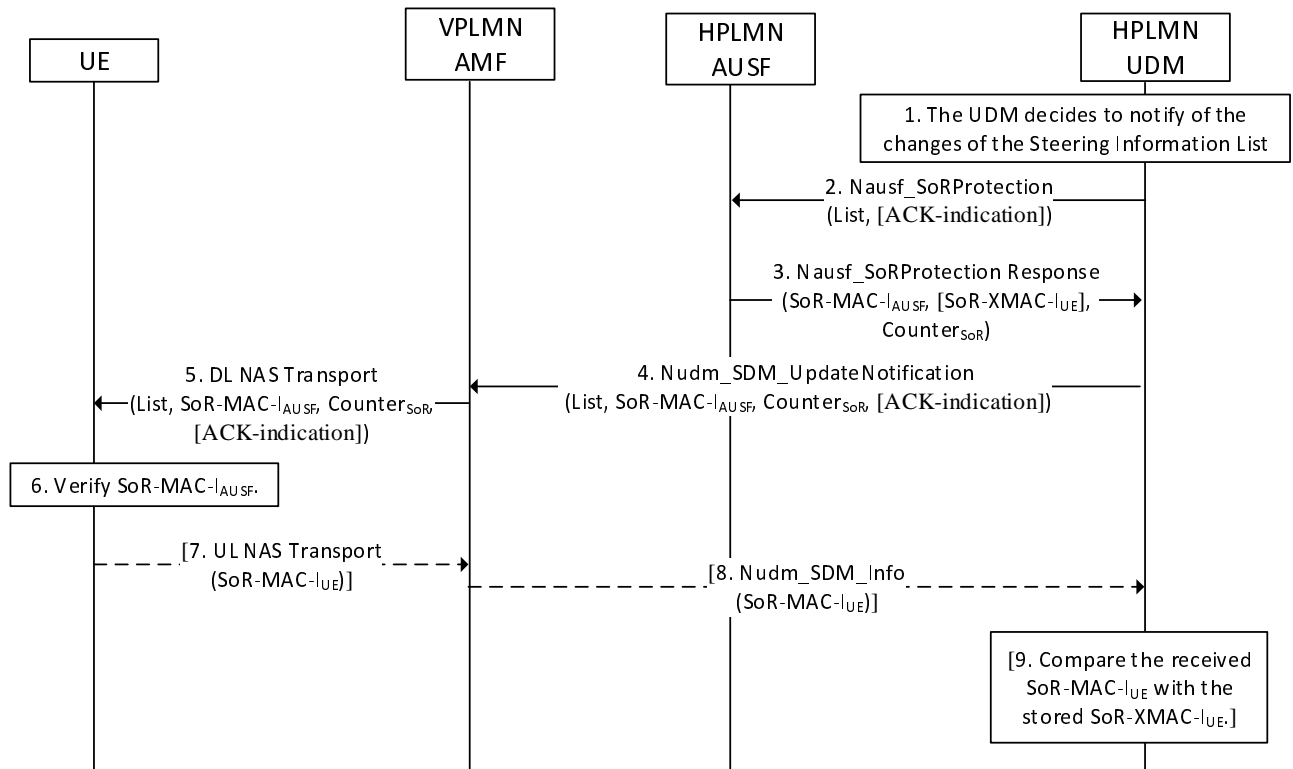 UE
VPLMN
AMF
HPLMN
AUSF
HPLMN
UDM
1. The UDM decides to notify of the
changes of the Steering Information List
2. Nausf_SoRProtection
(List, [ACK-indication])
3. Nausf_SoRProtection Response
(SoR-MAC-IAUSF, [SoR-XMAC-IUE],
CounterSoR)
4. Nudm_SDM_UpdateNotification
(List, SoR-MAC-IAUSF, CounterSoR, [ACK-indication])
5. DL NAS Transport
(List, SoR-MAC-IAUSF, CounterSoR,
[ACK-indication])
6. Verify SoR-MAC-IAUSF.
[7. UL NAS Transport
(SoR-MAC-IUE)]
[8. Nudm_SDM_Info
(SoR-MAC-IUE)]
[9. Compare the received
SoR-MAC-IUE with the
stored SoR-XMAC-IUE.]